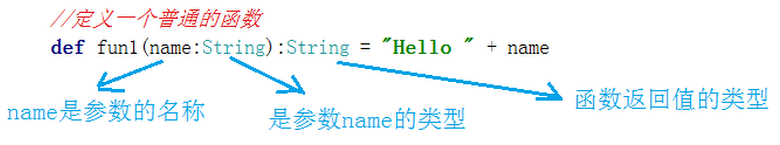 //定义一个普通的函数
def fun1(name:String):String = "Hello " + name
name是参数的名称
是参数name的类型
函数返回值的类型